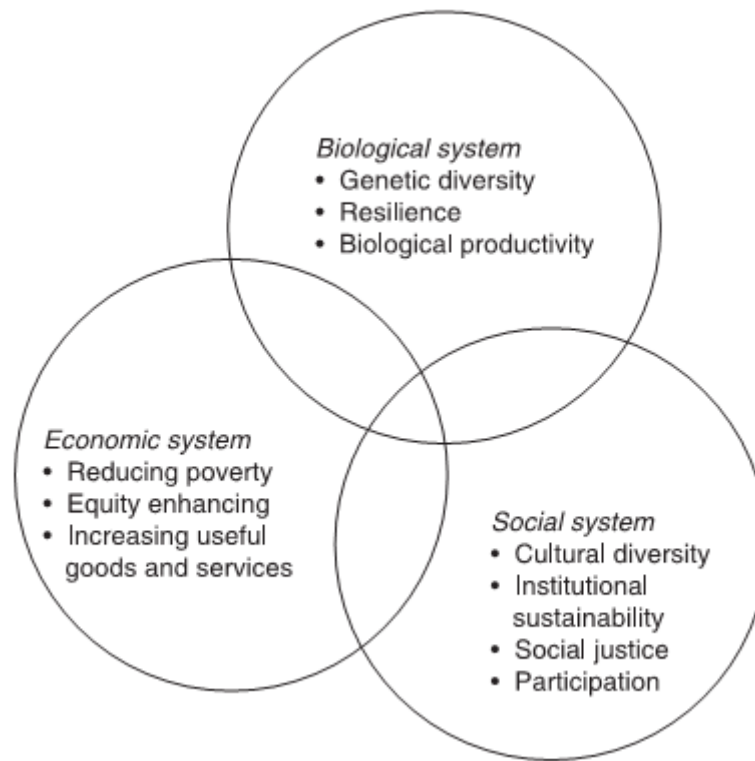 Biological system
• Genetic diversity
• Resilience
• Biological productivity
Economic system
• Reducing poverty
• Equity enhancing
• Increasing useful
goods and services
Social system
• Cultural diversity
• Institutional
sustainability
• Social justice
• Participation